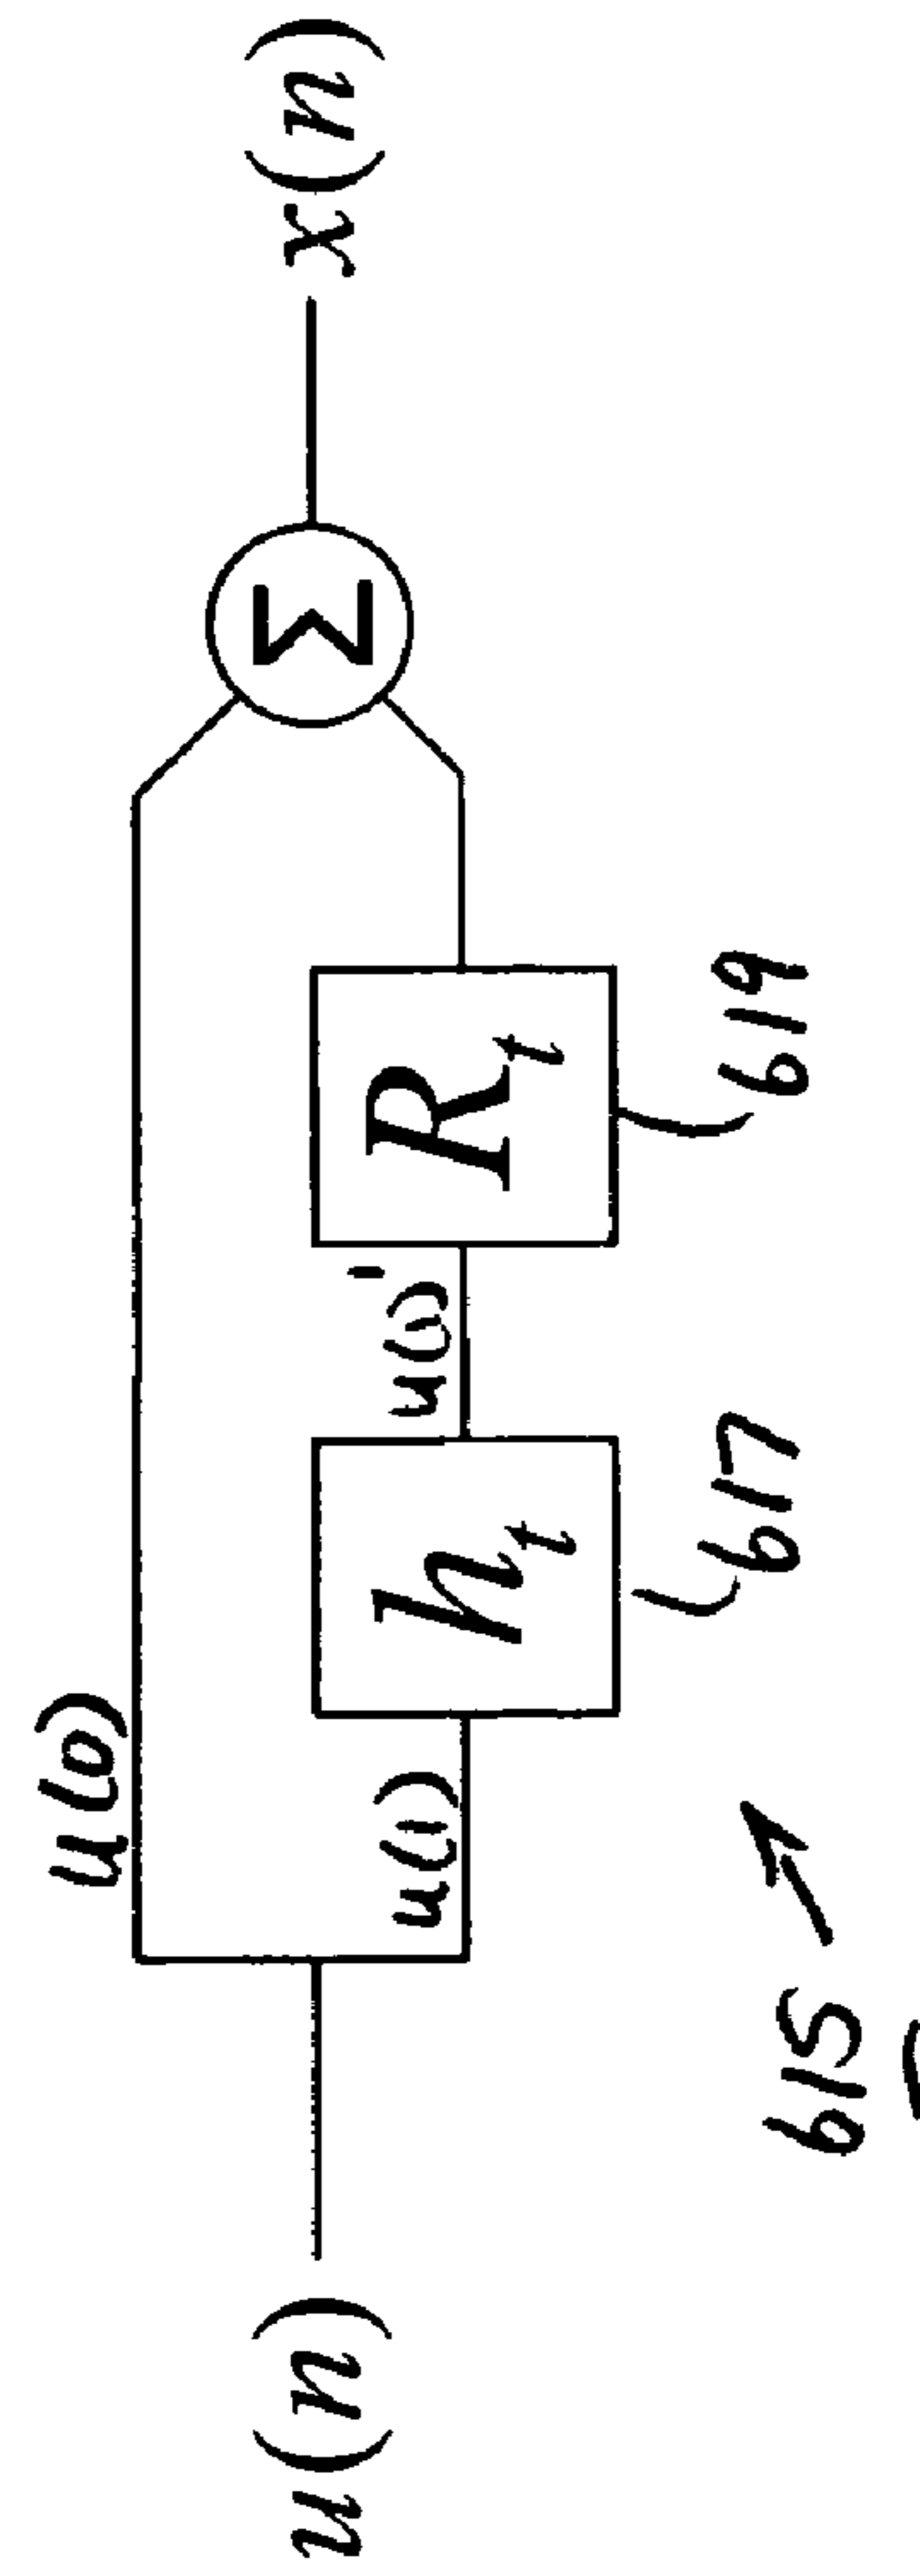 u(n)
u(0)
u(1)
h_t
u(1)'
R_t
Σ
x(n)
617
619
615